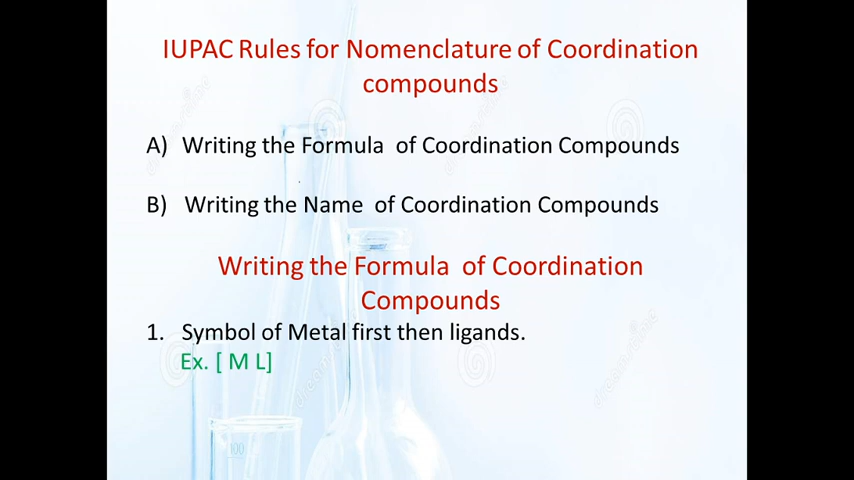 IUPAC Rules for Nomenclature of Coordination
compounds
A) Writing the Formula of Coordination Compounds
B) Writing the Name of Coordination Compounds
Writing the Formula of Coordination
Compounds
1. Symbol of Metal first then ligands.
Ex. [ M L]
100